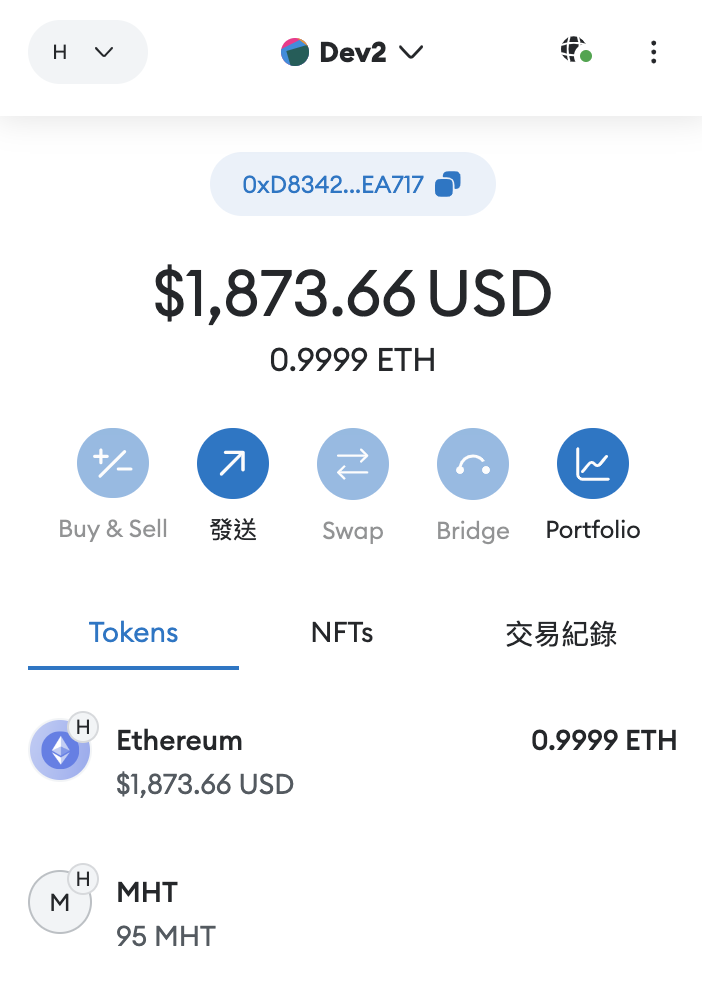 H
Dev2
0xD8342...EA717
$1,873.66 USD
0.9999 ETH
Buy & Sell
發送
Swap
Bridge
Portfolio
Tokens
NFTs
交易紀錄
H
Ethereum
0.9999 ETH
$1,873.66 USD
H
M
MHT
95 MHT